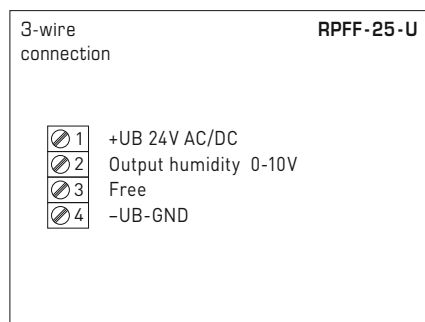 3-wire RPFF-25-U
connection
1 +UB 24V AC/DC
2 Output humidity 0-10V
3 Free
4 –UB-GND